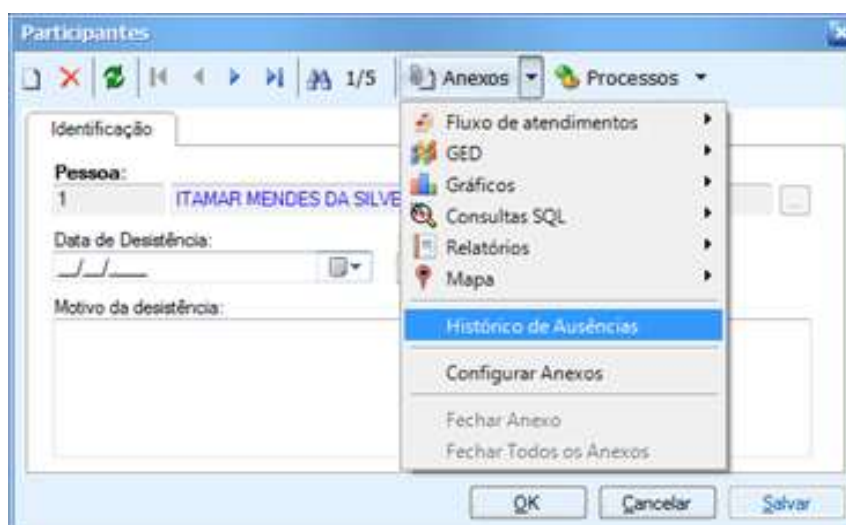 Participantes
1/5 Anexos Processos
Identificação
Pessoa:
1 ITAMAR MENDES DA SILVE
Data de Desistência:
__/__/____
Motivo da desistência:
Fluxo de atendimentos
GED
Gráficos
Consultas SQL
Relatórios
Mapa
Histórico de Ausências
Configurar Anexos
Fechar Anexo
Fechar Todos os Anexos
OK Cancelar Salvar